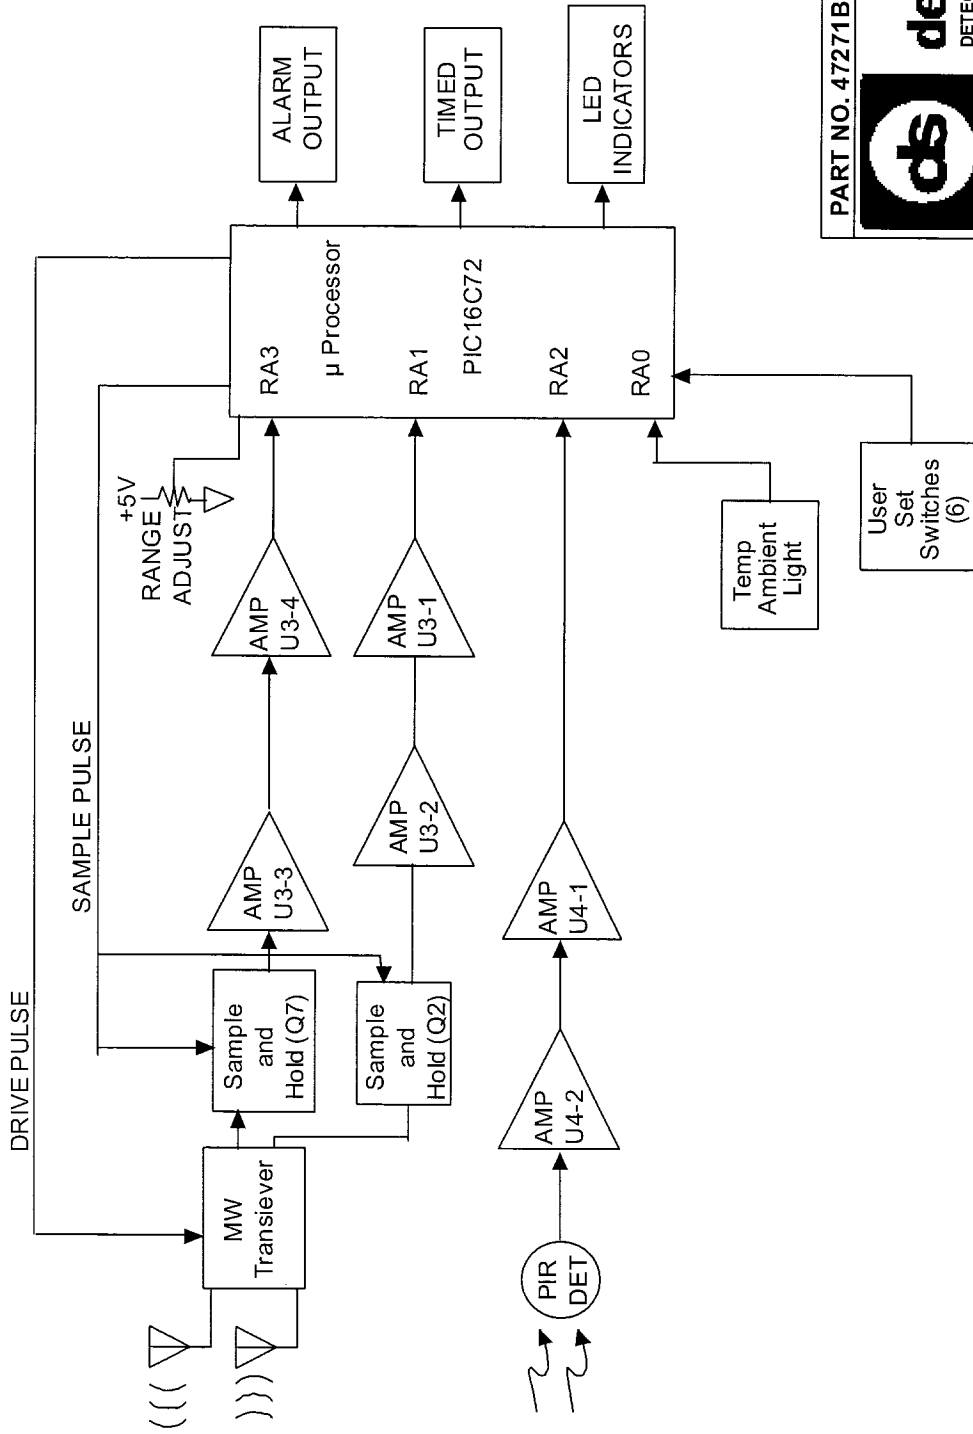 DRIVE PULSE
SAMPLE PULSE
+5V
RANGE
ADJUST
MW
Transiever
Sample
and
Hold (Q7)
AMP
U3-3
AMP
U3-4
Sample
and
Hold (Q2)
AMP
U3-2
AMP
U3-1
PIR
DET
AMP
U4-2
AMP
U4-1
RA3
µ Processor
RA1
PIC16C72
RA2
RA0
ALARM
OUTPUT
TIMED
OUTPUT
LED
INDICATORS
Temp
Ambient
Light
User
Set
Switches
(6)
PART NO. 47271B
ds
de
DETEC